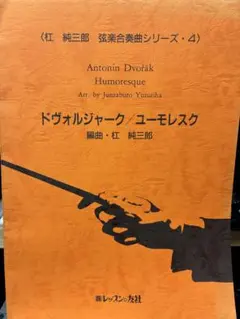 〈杠 純三郎 弦楽合奏曲シリーズ・4〉
Antonin Dvořák
Humoresque
Arr. by Junzaburo Yuzuriha
ドヴォルジャーク/ユーモレスク
編曲・杠 純三郎
㈱レッスンの友社